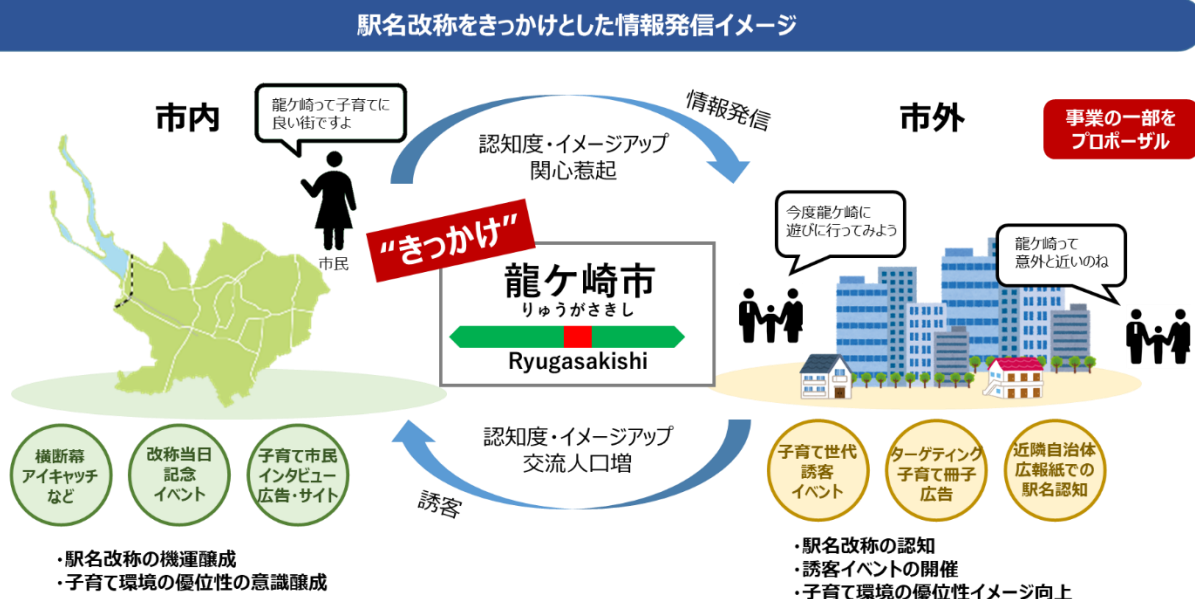 駅名改称をきっかけとした情報発信イメージ
市内
龍ケ崎って子育てに
良い街ですよ
市民
情報発信
認知度・イメージアップ
関心惹起
市外
事業の一部を
プロポーザル
今度龍ケ崎に
遊びに行ってみよう
龍ケ崎って
意外と近いのね
“きっかけ”
龍ケ崎市
りゅうがさきし
Ryugasakishi
認知度・イメージアップ
交流人口増
誘客
横断幕
アイキャッチ
など
改称当日
記念
イベント
子育て市民
インタビュー
広告・サイト
子育て世代
誘客
イベント
ターゲティング
子育て冊子
広告
近隣自治体
広報紙での
駅名認知
・駅名改称の機運醸成
・子育て環境の優位性の意識醸成
・駅名改称の認知
・誘客イベントの開催
・子育て環境の優位性イメージ向上